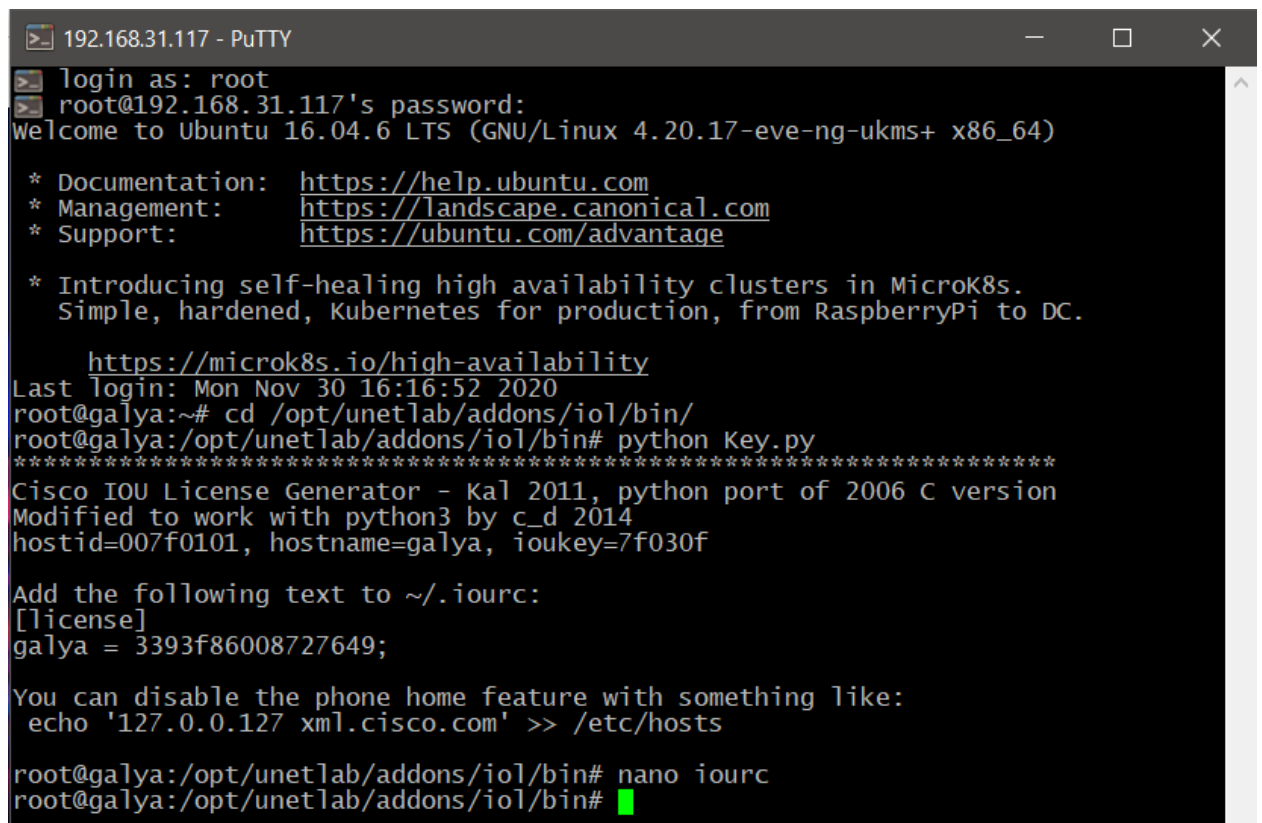 192.168.31.117 - PuTTY
login as: root
root@192.168.31.117's password:
Welcome to Ubuntu 16.04.6 LTS (GNU/Linux 4.20.17-eve-ng-ukms+ x86_64)
* Documentation: https://help.ubuntu.com
* Management: https://landscape.canonical.com
* Support: https://ubuntu.com/advantage
* Introducing self-healing high availability clusters in MicroK8s.
Simple, hardened, Kubernetes for production, from RaspberryPi to DC.
https://microk8s.io/high-availability
Last login: Mon Nov 30 16:16:52 2020
root@galya:~# cd /opt/unetlab/addons/iol/bin/
root@galya:/opt/unetlab/addons/iol/bin# python Key.py
*********************************************************************
Cisco IOU License Generator - Kal 2011, python port of 2006 C version
Modified to work with python3 by c_d 2014
hostid=007f0101, hostname=galya, ioukey=7f030f
Add the following text to ~/.iourc:
[license]
galya = 3393f86008727649;
You can disable the phone home feature with something like:
echo '127.0.0.127 xml.cisco.com' >> /etc/hosts
root@galya:/opt/unetlab/addons/iol/bin# nano iourc
root@galya:/opt/unetlab/addons/iol/bin#